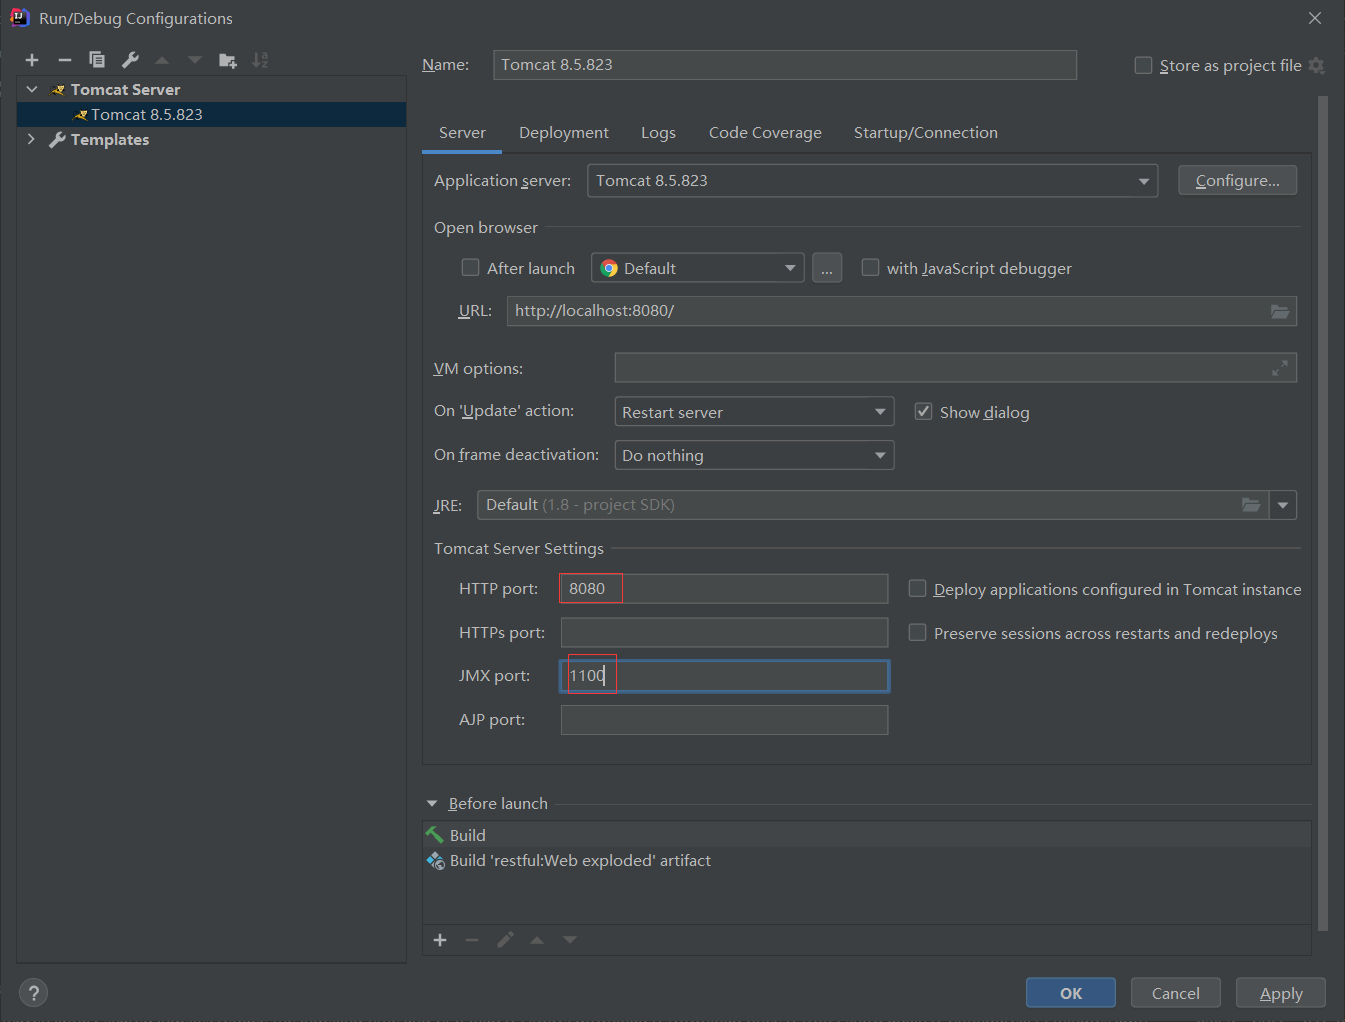 Run/Debug Configurations
Name: Tomcat 8.5.823 Store as project file
Tomcat Server
Tomcat 8.5.823
Templates
Server Deployment Logs Code Coverage Startup/Connection
Application server: Tomcat 8.5.823 Configure...
Open browser
After launch Default ... with JavaScript debugger
URL: http://localhost:8080/
VM options:
On 'Update' action: Restart server Show dialog
On frame deactivation: Do nothing
JRE: Default (1.8 - project SDK)
Tomcat Server Settings
HTTP port: 8080 Deploy applications configured in Tomcat instance
HTTPs port: Preserve sessions across restarts and redeploys
JMX port: 1100
AJP port:
Before launch
Build
Build 'restful:Web exploded' artifact
? OK Cancel Apply